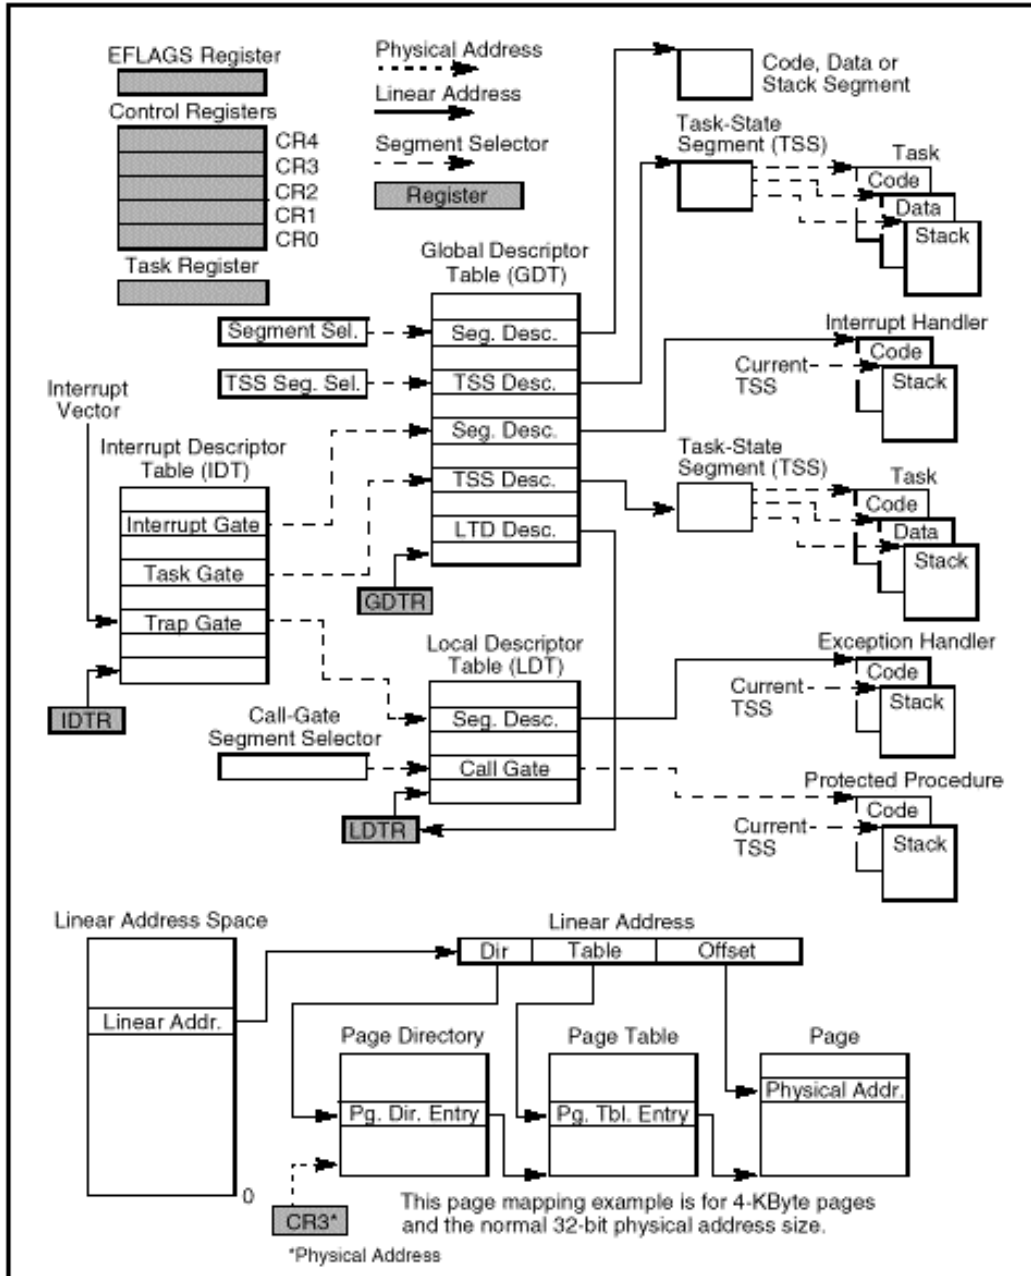 EFLAGS Register
Control Registers
CR4
CR3
CR2
CR1
CR0
Task Register
Physical Address
Linear Address
Segment Selector
Register
Code, Data or
Stack Segment
Task-State
Segment (TSS)
Task
Code
Data
Stack
Global Descriptor
Table (GDT)
Segment Sel.
Seg. Desc.
TSS Seg. Sel.
TSS Desc.
Seg. Desc.
TSS Desc.
LTD Desc.
GDTR
Interrupt Handler
Code
Current
TSS
Stack
Interrupt
Vector
Interrupt Descriptor
Table (IDT)
Interrupt Gate
Task Gate
Trap Gate
IDTR
Task-State
Segment (TSS)
Task
Code
Data
Stack
Local Descriptor
Table (LDT)
Seg. Desc.
Call-Gate
Segment Selector
Call Gate
LDTR
Exception Handler
Code
Current
TSS
Stack
Protected Procedure
Code
Current
TSS
Stack
Linear Address Space
Linear Addr.
0
Linear Address
Dir
Table
Offset
Page Directory
Pg. Dir. Entry
Page Table
Pg. Tbl. Entry
Page
Physical Addr.
CR3*
*Physical Address
This page mapping example is for 4-KByte pages
and the normal 32-bit physical address size.